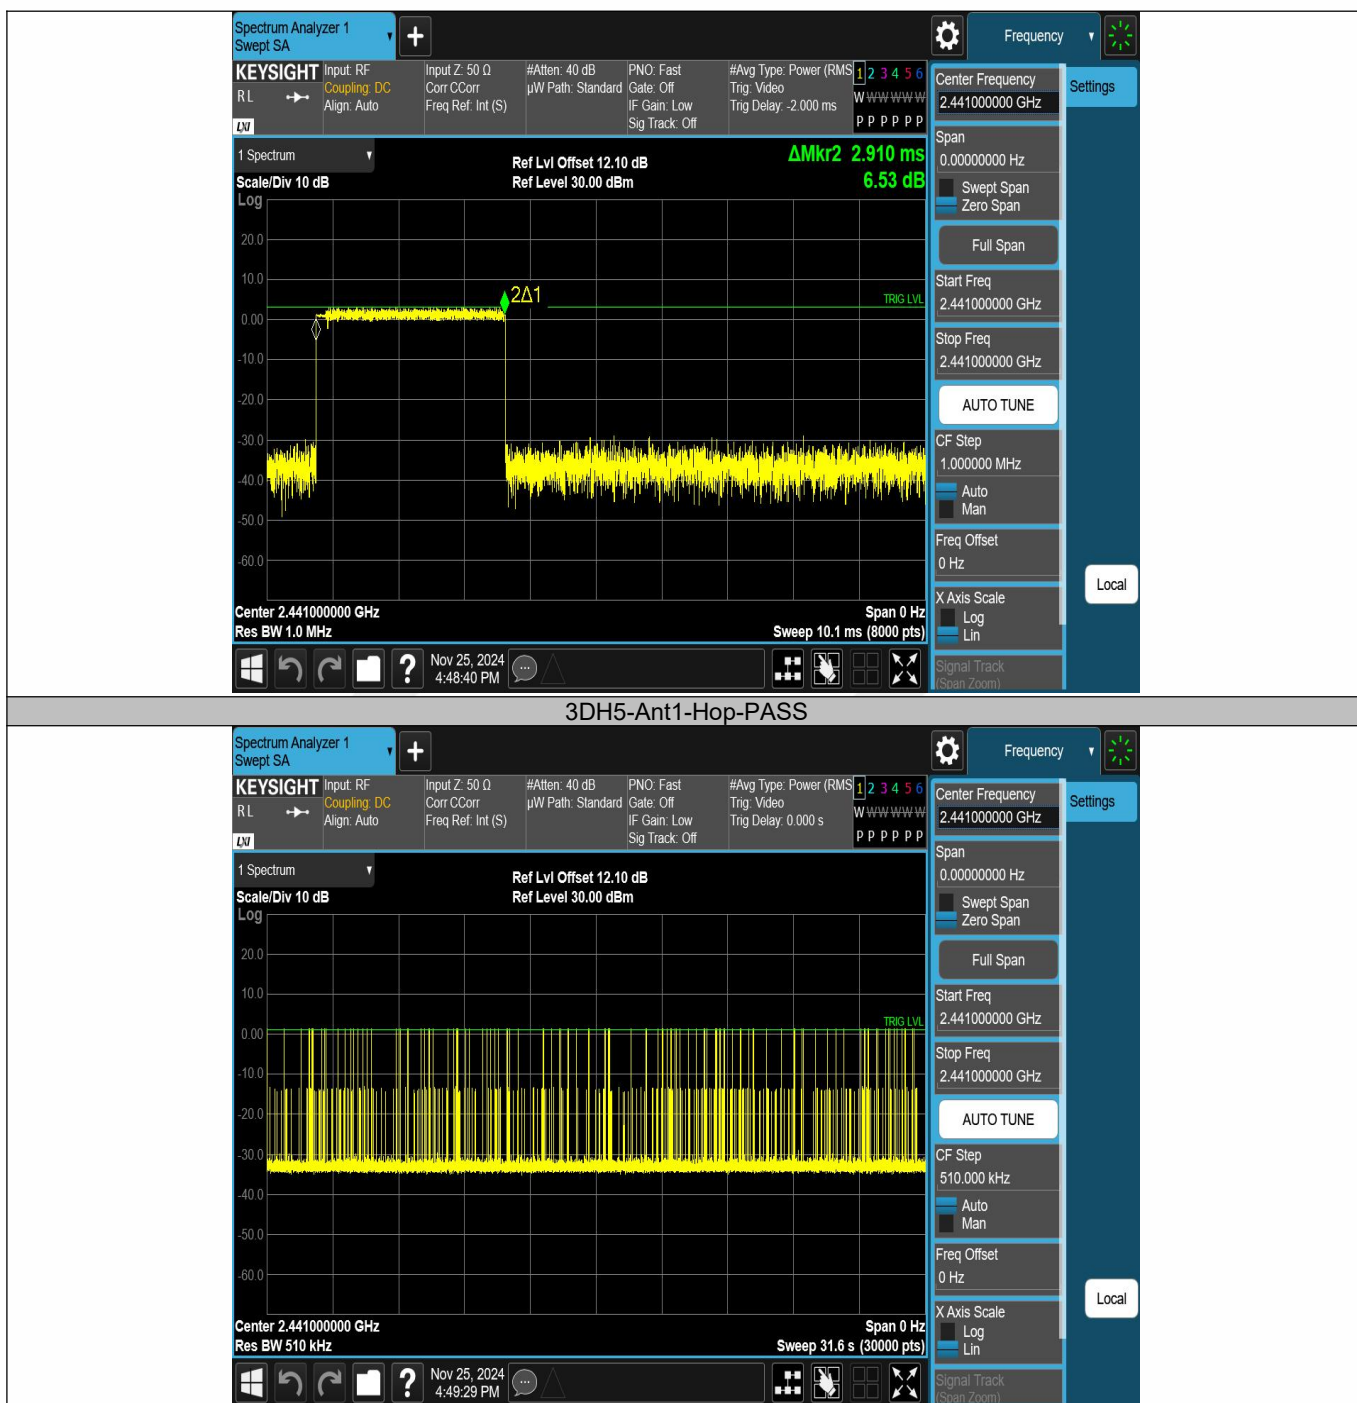 Spectrum Analyzer 1
Swept SA
+
Frequency
KEYSIGHT
RL
LXI
Input: RF
Coupling: DC
Align: Auto
Input Z: 50 Ω
Corr CCorr
Freq Ref: Int (S)
#Atten: 40 dB
µW Path: Standard
PNO: Fast
Gate: Off
IF Gain: Low
Sig Track: Off
#Avg Type: Power (RMS
Trig: Video
Trig Delay: -2.000 ms
1 2 3 4 5 6
W W W W W W
P P P P P P
Center Frequency
2.441000000 GHz
Settings
Span
0.00000000 Hz
Swept Span
Zero Span
Full Span
Start Freq
2.441000000 GHz
Stop Freq
2.441000000 GHz
AUTO TUNE
CF Step
1.000000 MHz
Auto
Man
Freq Offset
0 Hz
X Axis Scale
Log
Lin
Signal Track
(Span Zoom)
Local
1 Spectrum
Scale/Div 10 dB
Log
Ref Lvl Offset 12.10 dB
Ref Level 30.00 dBm
ΔMkr2 2.910 ms
6.53 dB
20.0
10.0
0.00
-10.0
-20.0
-30.0
-40.0
-50.0
-60.0
2Δ1
TRIG LVL
Center 2.441000000 GHz
Res BW 1.0 MHz
Span 0 Hz
Sweep 10.1 ms (8000 pts)
?
Nov 25, 2024
4:48:40 PM
3DH5-Ant1-Hop-PASS
Spectrum Analyzer 1
Swept SA
+
Frequency
KEYSIGHT
RL
LXI
Input: RF
Coupling: DC
Align: Auto
Input Z: 50 Ω
Corr CCorr
Freq Ref: Int (S)
#Atten: 40 dB
µW Path: Standard
PNO: Fast
Gate: Off
IF Gain: Low
Sig Track: Off
#Avg Type: Power (RMS
Trig: Video
Trig Delay: 0.000 s
1 2 3 4 5 6
W W W W W W
P P P P P P
Center Frequency
2.441000000 GHz
Settings
Span
0.00000000 Hz
Swept Span
Zero Span
Full Span
Start Freq
2.441000000 GHz
Stop Freq
2.441000000 GHz
AUTO TUNE
CF Step
510.000 kHz
Auto
Man
Freq Offset
0 Hz
X Axis Scale
Log
Lin
Signal Track
(Span Zoom)
Local
1 Spectrum
Scale/Div 10 dB
Log
Ref Lvl Offset 12.10 dB
Ref Level 30.00 dBm
20.0
10.0
0.00
-10.0
-20.0
-30.0
-40.0
-50.0
-60.0
TRIG LVL
Center 2.441000000 GHz
Res BW 510 kHz
Span 0 Hz
Sweep 31.6 s (30000 pts)
?
Nov 25, 2024
4:49:29 PM